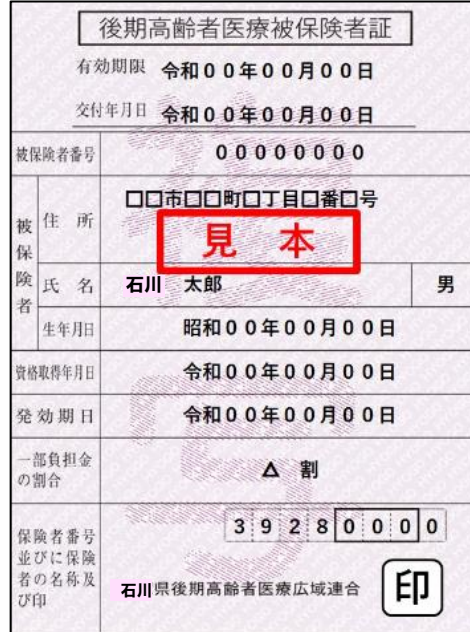 後期高齢者医療被保険者証
有効期限 令和00年00月00日
交付年月日 令和00年00月00日
被保険者番号 00000000
被保険者
住所 □□市□□町□丁目□番□号
見本
氏名 石川 太郎 男
生年月日 昭和00年00月00日
資格取得年月日 令和00年00月00日
発効期日 令和00年00月00日
一部負担金
の割合
△ 割
保険者番号
並びに保険
者の名称及
び印
39280000
石川県後期高齢者医療広域連合 印